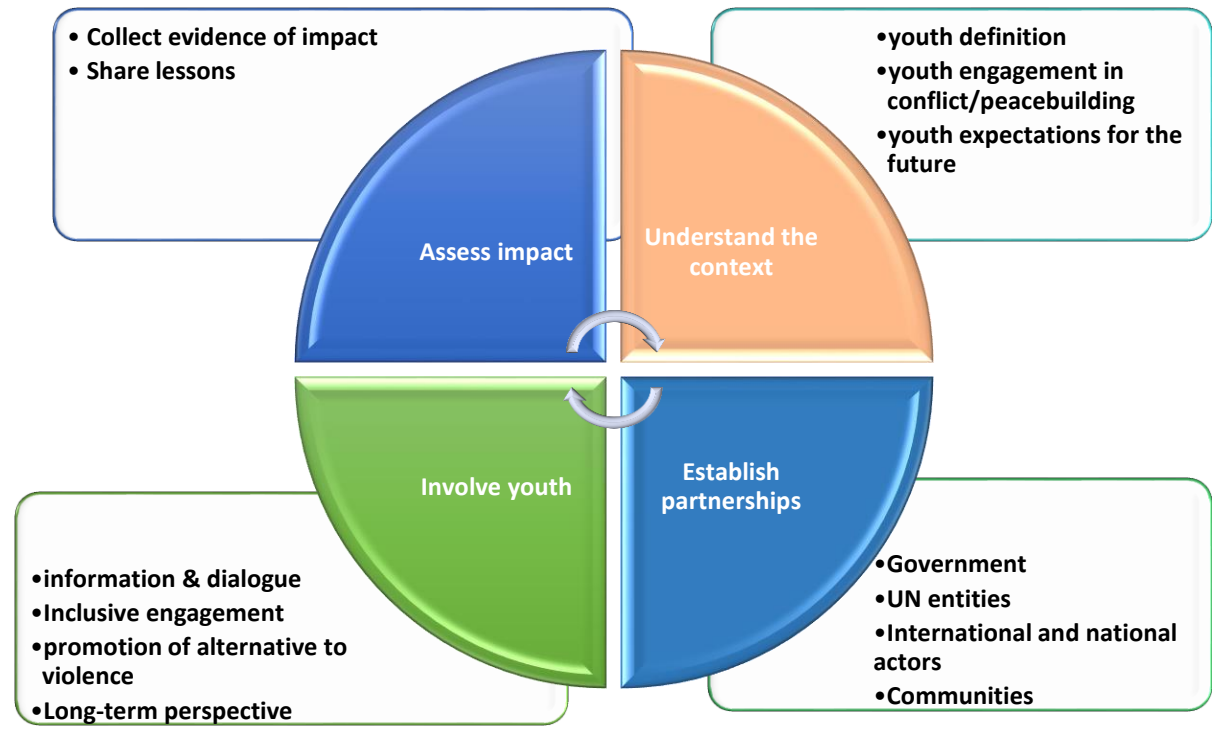 • Collect evidence of impact
• Share lessons
•youth definition
•youth engagement in
conflict/peacebuilding
•youth expectations for the
future
Assess impact
Understand the
context
Involve youth
Establish
partnerships
•information & dialogue
•Inclusive engagement
•promotion of alternative to
violence
•Long-term perspective
•Government
•UN entities
•International and national
actors
•Communities